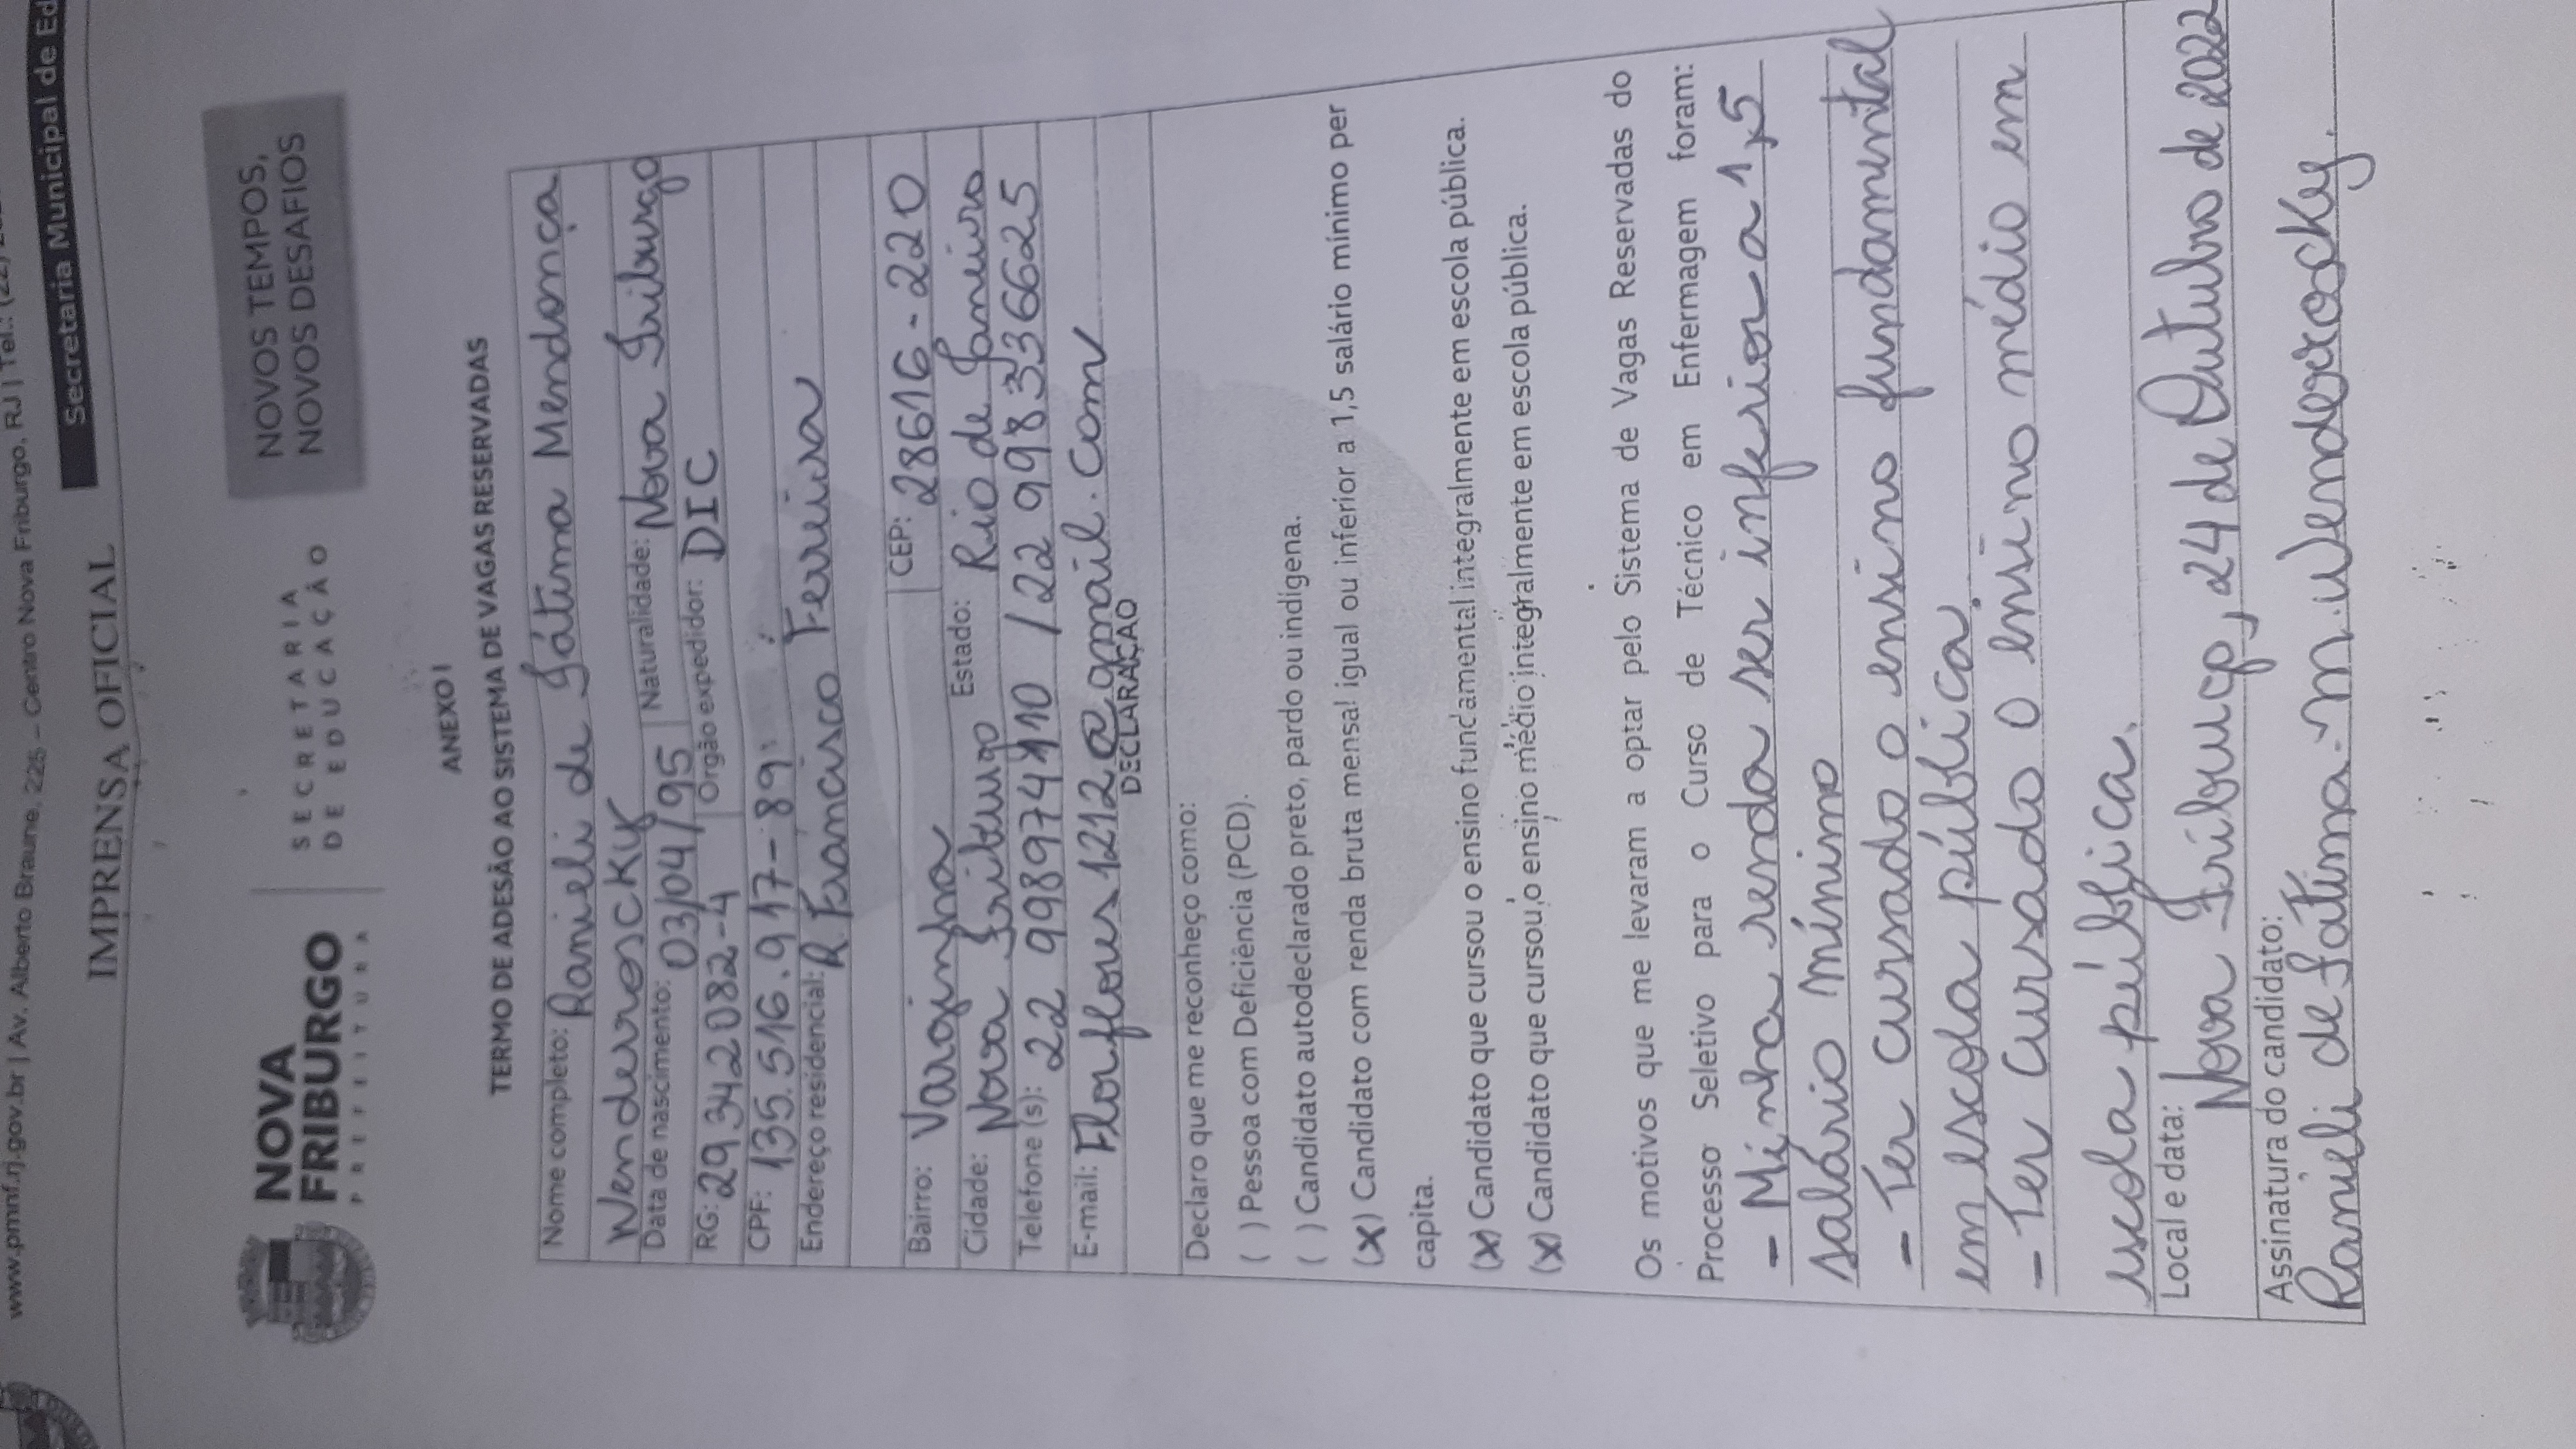 www.pmnf.rj.gov.br | Av. Alberto Braune, 225 – Centro Nova Friburgo, RJ | Tel.: (22)
Secretaria Municipal de Ed
IMPRENSA OFICIAL
NOVA
FRIBURGO
PREFEITURA
SECRETARIA
DE EDUCAÇÃO
NOVOS TEMPOS,
NOVOS DESAFIOS
ANEXO I
TERMO DE ADESÃO AO SISTEMA DE VAGAS RESERVADAS
Nome completo: Ranieli de Fátima Mendonça
Wenderroscky
Data de nascimento: 03/04/95 Naturalidade: Nova Friburgo
RG: 29342082-4 Orgão expedidor: DIC
CPF: 135.516.917-89
Endereço residencial: R. Francisco Ferreira
Bairro: Varginha CEP: 28616-220
Cidade: Nova Friburgo Estado: Rio de Janeiro
Telefone (s): 22 998974110 / 22 998336625
E-mail: Florflores1212@gmail.com
DECLARAÇÃO
Declaro que me reconheço como:
( ) Pessoa com Deficiência (PCD).
( ) Candidato autodeclarado preto, pardo ou indígena.
(X) Candidato com renda bruta mensal igual ou inferior a 1,5 salário mínimo per
capita.
(X) Candidato que cursou o ensino fundamental integralmente em escola pública.
(X) Candidato que cursou o ensino médio integralmente em escola pública.
Os motivos que me levaram a optar pelo Sistema de Vagas Reservadas do
Processo Seletivo para o Curso de Técnico em Enfermagem foram:
- Minha renda ser inferior a 1,5
salário mínimo
- Ter cursado o ensino fundamental
em escola pública.
- Ter cursado o ensino médio em
escola pública.
Local e data: Nova Friburgo, 24 de Outubro de 2022
Assinatura do candidato:
Ranieli de Fátima M. Wenderroscky.